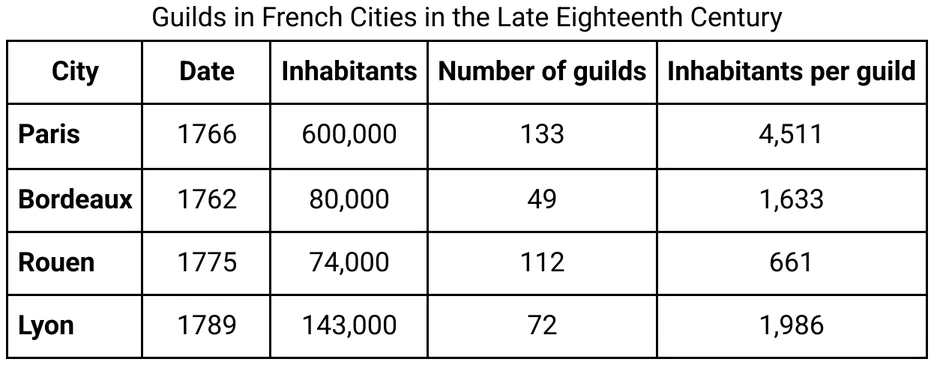 Guilds in French Cities in the Late Eighteenth Century
City Date Inhabitants Number of guilds Inhabitants per guild
Paris 1766 600,000 133 4,511
Bordeaux 1762 80,000 49 1,633
Rouen 1775 74,000 112 661
Lyon 1789 143,000 72 1,986